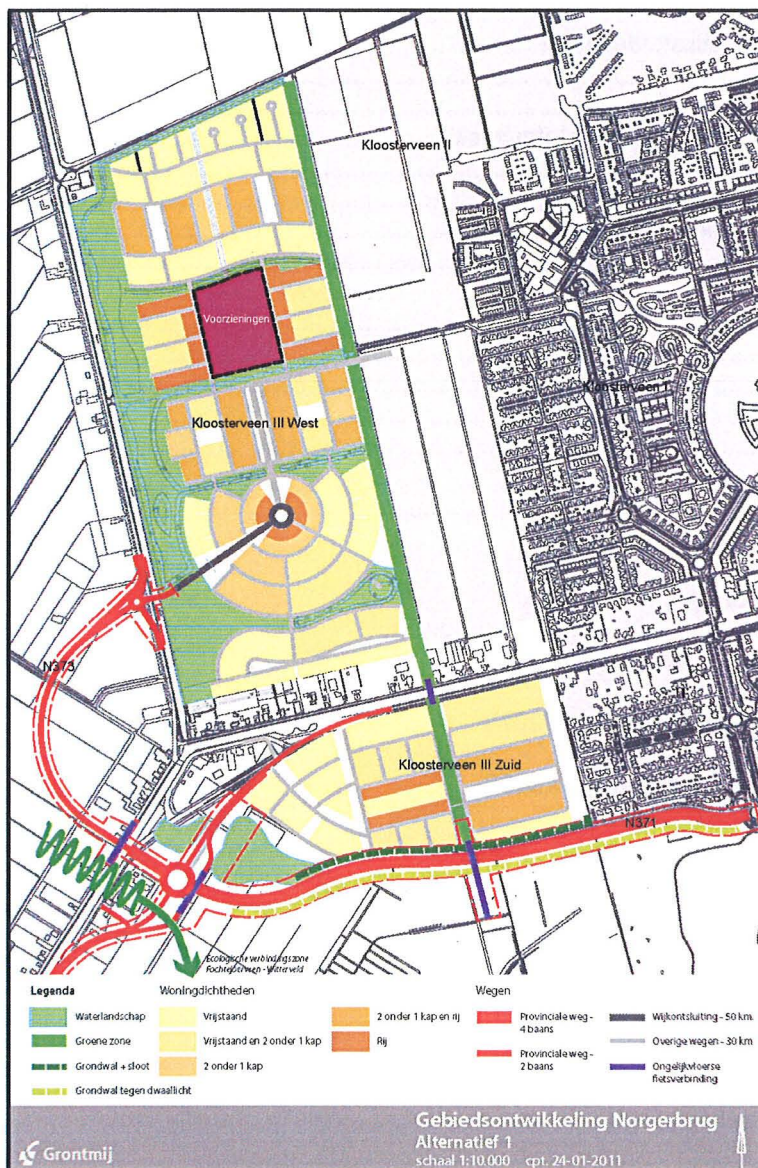 Kloosterveen II
Voorzieningen
Kloosterveen I
Kloosterveen III West
N373
Kloosterveen III Zuid
N371
Ecologische verbindingszone
Fochteloërveen - Witterveld
Legenda
Waterlandschap
Groene zone
Grondwal + sloot
Grondwal tegen dwaallicht
Woningdichtheden
Vrijstaand
Vrijstaand en 2 onder 1 kap
2 onder 1 kap
2 onder 1 kap en rij
Rij
Wegen
Provinciale weg -
4 baans
Provinciale weg -
2 baans
Wijkontsluiting - 50 km.
Overige wegen - 30 km
Ongelijkvloerse
fietsverbinding
Grontmij
Gebiedsontwikkeling Norgerbrug
Alternatief 1
schaal 1:10.000 cpt. 24-01-2011